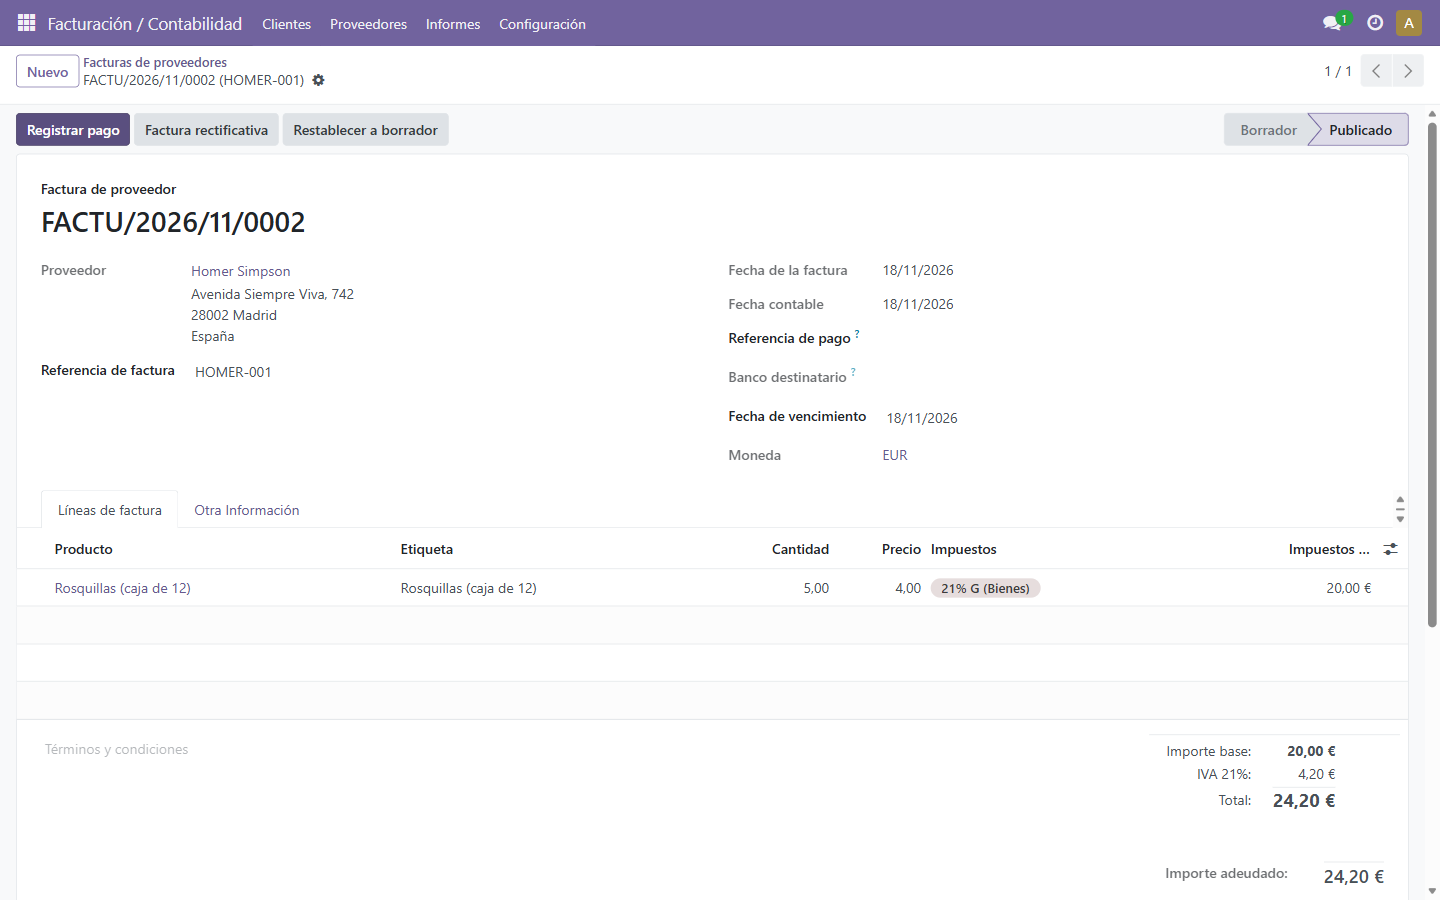 Facturación / Contabilidad Clientes Proveedores Informes Configuración 1 A
Nuevo
Facturas de proveedores
FACTU/2026/11/0002 (HOMER-001)
1 / 1
Registrar pago Factura rectificativa Restablecer a borrador Borrador Publicado
Factura de proveedor
FACTU/2026/11/0002
Proveedor Homer Simpson
Avenida Siempre Viva, 742
28002 Madrid
España
Referencia de factura HOMER-001
Fecha de la factura 18/11/2026
Fecha contable 18/11/2026
Referencia de pago ?
Banco destinatario ?
Fecha de vencimiento 18/11/2026
Moneda EUR
Líneas de factura Otra Información
Producto Etiqueta Cantidad Precio Impuestos Impuestos ...
Rosquillas (caja de 12) Rosquillas (caja de 12) 5,00 4,00 21% G (Bienes) 20,00 €
Términos y condiciones
Importe base: 20,00 €
IVA 21%: 4,20 €
Total: 24,20 €
Importe adeudado: 24,20 €